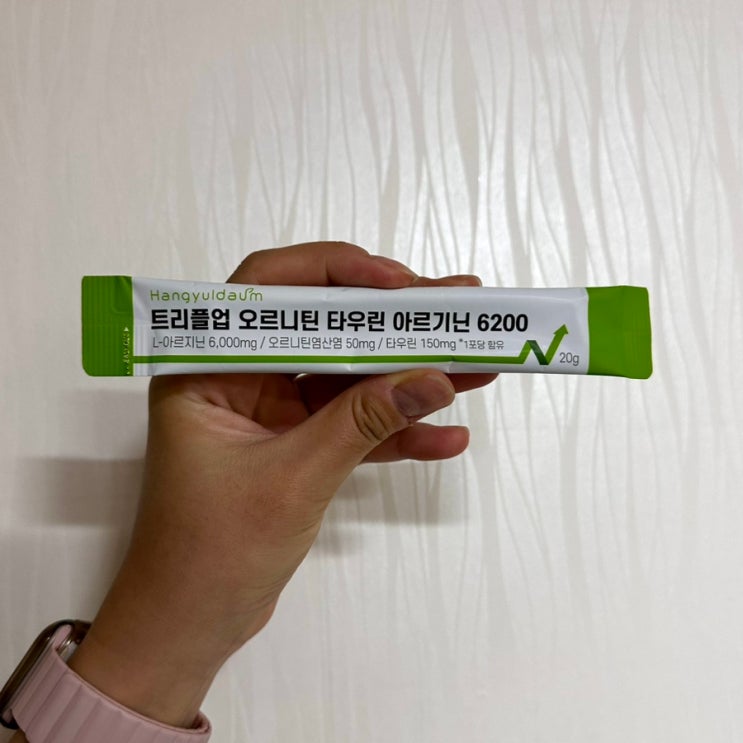 Hangyuldaum
트리플업 오르니틴 타우린 아르기닌 6200
L-아르지닌 6,000mg / 오르니틴염산염 50mg / 타우린 150mg *1포당 함유
20g